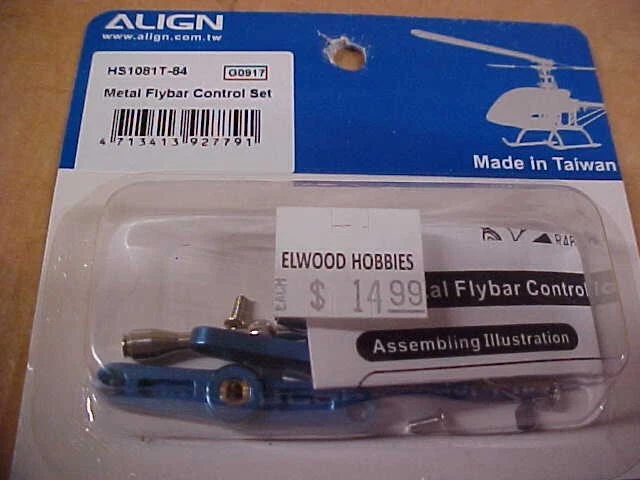 ALIGN
www.align.com.tw
HS1081T-84 G0917
Metal Flybar Control Set
4 713413 927791
Made in Taiwan
ELWOOD HOBBIES
EACH $ 14.99
Flybar Control
Assembling Illustration